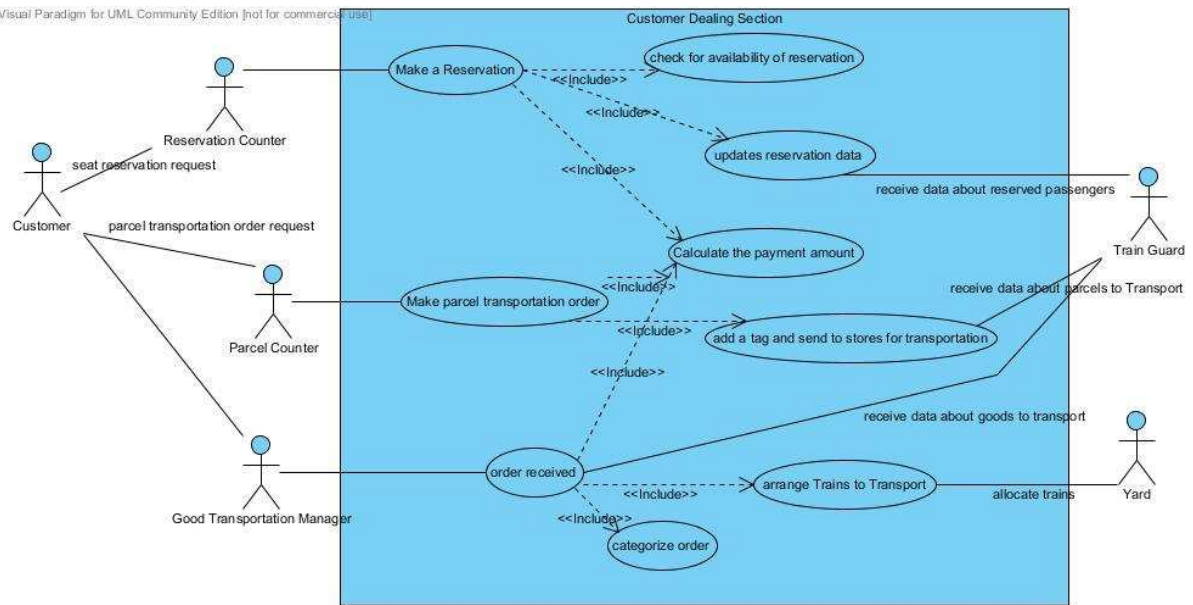 Visual Paradigm for UML Community Edition [not for commercial use]
Customer Dealing Section
check for availability of reservation
Make a Reservation
<<Include>>
<<Include>>
Reservation Counter
updates reservation data
seat reservation request
<<Include>>
receive data about reserved passengers
Customer
parcel transportation order request
Calculate the payment amount
Train Guard
<<Include>>
receive data about parcels to Transport
Make parcel transportation order
<<Include>>
add a tag and send to stores for transportation
Parcel Counter
<<Include>>
receive data about goods to transport
order received
arrange Trains to Transport
<<Include>>
allocate trains
Yard
Good Transportation Manager
<<Include>>
categorize order